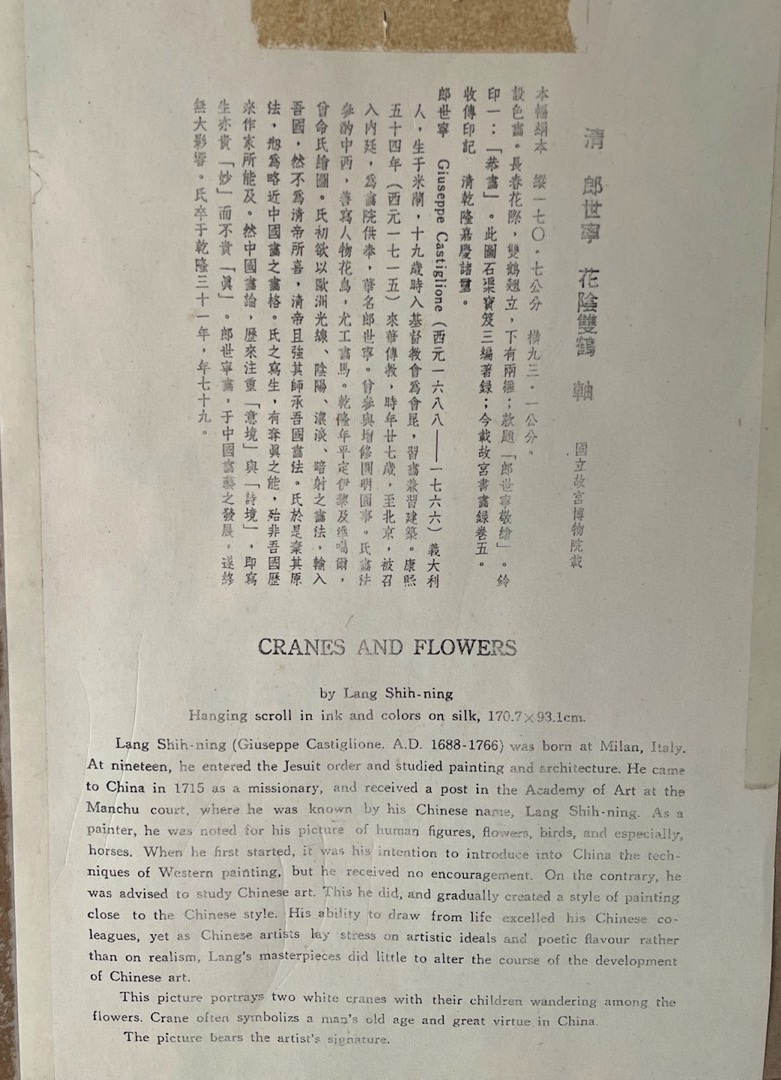 清 郎世寧 花陰雙鶴 軸 國立故宮博物院藏
本幅絹本 縱一七〇・七公分 橫九三・一公分。
設色畫。長春花際，雙鶴翹立，下有兩雛；款題「郎世寧敬繪」。鈐
印一：「恭畫」。此圖石渠寶笈三編著錄；今載故宮書畫錄卷五。
收傳印記 清乾隆嘉慶諸璽。
郎世寧 Giuseppe Castiglione（西元一六八八——一七六六）義大利
人，生于米蘭，十九歲時入基督教會爲會昆，習畫兼習建築。康熙
五十四年（西元一七一五）來華傳教，時年廿七歲，至北京，被召
入內廷，爲畫院供奉，華名郎世寧。曾參與增修圓明園事。氏畫法
參酌中西，善寫人物花鳥，尤工畫馬。乾隆年平定伊犂及準噶爾，
曾命氏繪圖。氏初欲以歐洲光線、陰陽、濃淡、暗射之畫法，輸入
吾國，然不爲清帝所喜，清帝且強其師承吾國畫法。氏於是棄其原
法，剏爲略近中國畫之畫格。氏之寫生，有奪眞之能，殆非吾國歷
來作家所能及。然中國畫論，歷來注重「意境」與「詩境」，即寫
生亦貴「妙」而不貴「眞」。郎世寧畫，于中國畫藝之發展，遂終
無大影響。氏卒于乾隆三十一年，年七十九。
CRANES AND FLOWERS
by Lang Shih-ning
Hanging scroll in ink and colors on silk, 170.7×93.1cm.
Lang Shih-ning (Giuseppe Castiglione. A.D. 1688-1766) was born at Milan, Italy.
At nineteen, he entered the Jesuit order and studied painting and architecture. He came
to China in 1715 as a missionary, and received a post in the Academy of Art at the
Manchu court, where he was known by his Chinese name, Lang Shih-ning. As a
painter, he was noted for his picture of human figures, flowers, birds, and especially,
horses. When he first started, it was his intention to introduce into China the tech-
niques of Western painting, but he received no encouragement. On the contrary, he
was advised to study Chinese art. This he did, and gradually created a style of painting
close to the Chinese style. His ability to draw from life excelled his Chinese co-
leagues, yet as Chinese artists lay stress on artistic ideals and poetic flavour rather
than on realism, Lang's masterpieces did little to alter the course of the development
of Chinese art.
This picture portrays two white cranes with their children wandering among the
flowers. Crane often symbolizs a man's old age and great virtue in China.
The picture bears the artist's signature.